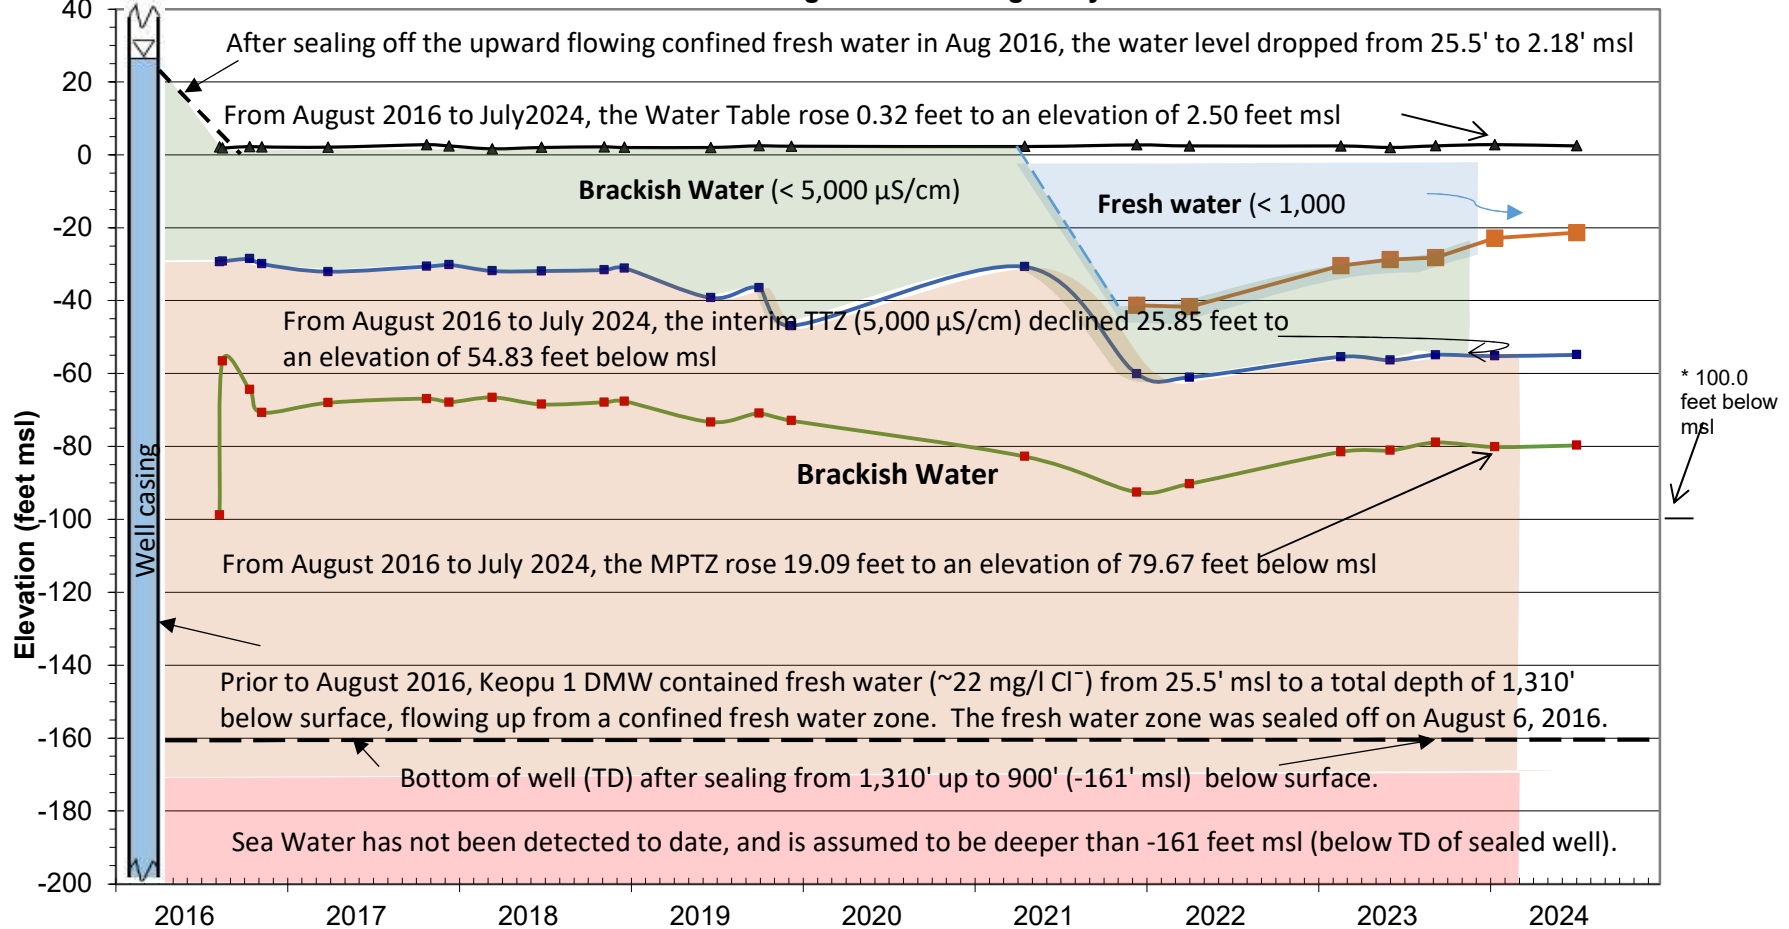 After sealing off the upward flowing confined fresh water in Aug 2016, the water level dropped from 25.5' to 2.18' msl
From August 2016 to July2024, the Water Table rose 0.32 feet to an elevation of 2.50 feet msl
Brackish Water (< 5,000 µS/cm)
Fresh water (< 1,000
From August 2016 to July 2024, the interim TTZ (5,000 µS/cm) declined 25.85 feet to
an elevation of 54.83 feet below msl
* 100.0
feet below
msl
Brackish Water
From August 2016 to July 2024, the MPTZ rose 19.09 feet to an elevation of 79.67 feet below msl
Prior to August 2016, Keopu 1 DMW contained fresh water (~22 mg/l Cl⁻) from 25.5' msl to a total depth of 1,310'
below surface, flowing up from a confined fresh water zone.  The fresh water zone was sealed off on August 6, 2016.
Bottom of well (TD) after sealing from 1,310' up to 900' (-161' msl)  below surface.
Sea Water has not been detected to date, and is assumed to be deeper than -161 feet msl (below TD of sealed well).
Well casing
Elevation (feet msl)
40
20
0
-20
-40
-60
-80
-100
-120
-140
-160
-180
-200
2016
2017
2018
2019
2020
2021
2022
2023
2024